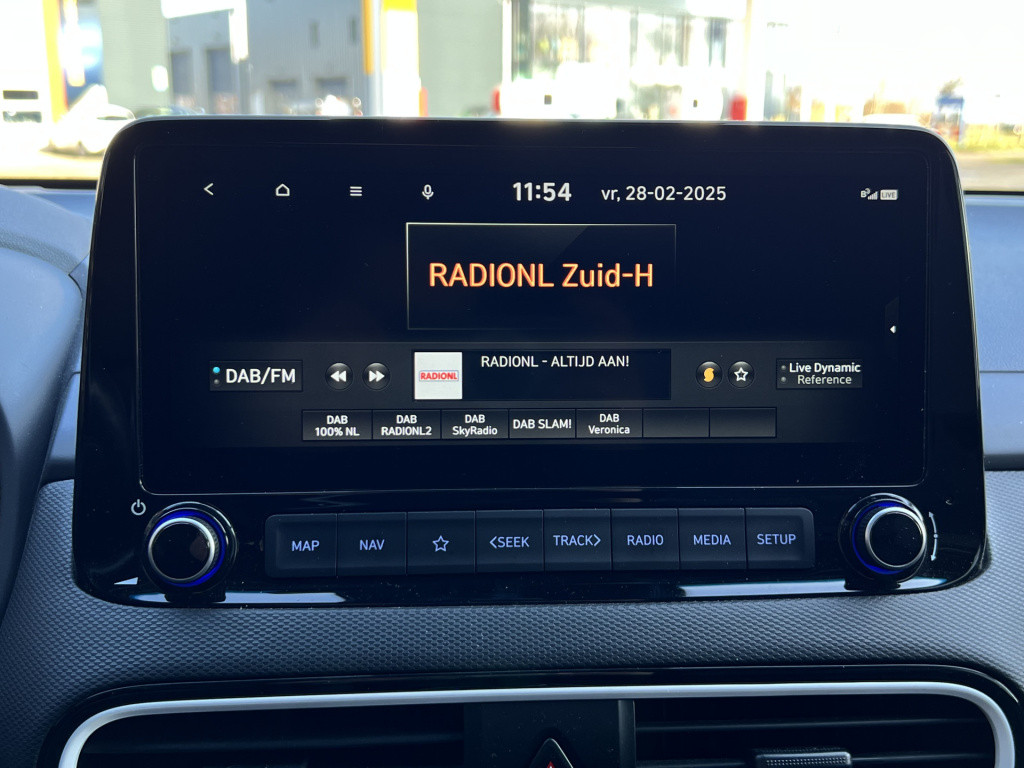 11:54 vr, 28-02-2025 LIVE
RADIONL Zuid-H
DAB/FM
RADIONL
RADIONL - ALTIJD AAN!
Live Dynamic
Reference
DAB
100% NL
DAB
RADIONL2
DAB
SkyRadio
DAB SLAM!
DAB
Veronica
MAP NAV <SEEK TRACK> RADIO MEDIA SETUP